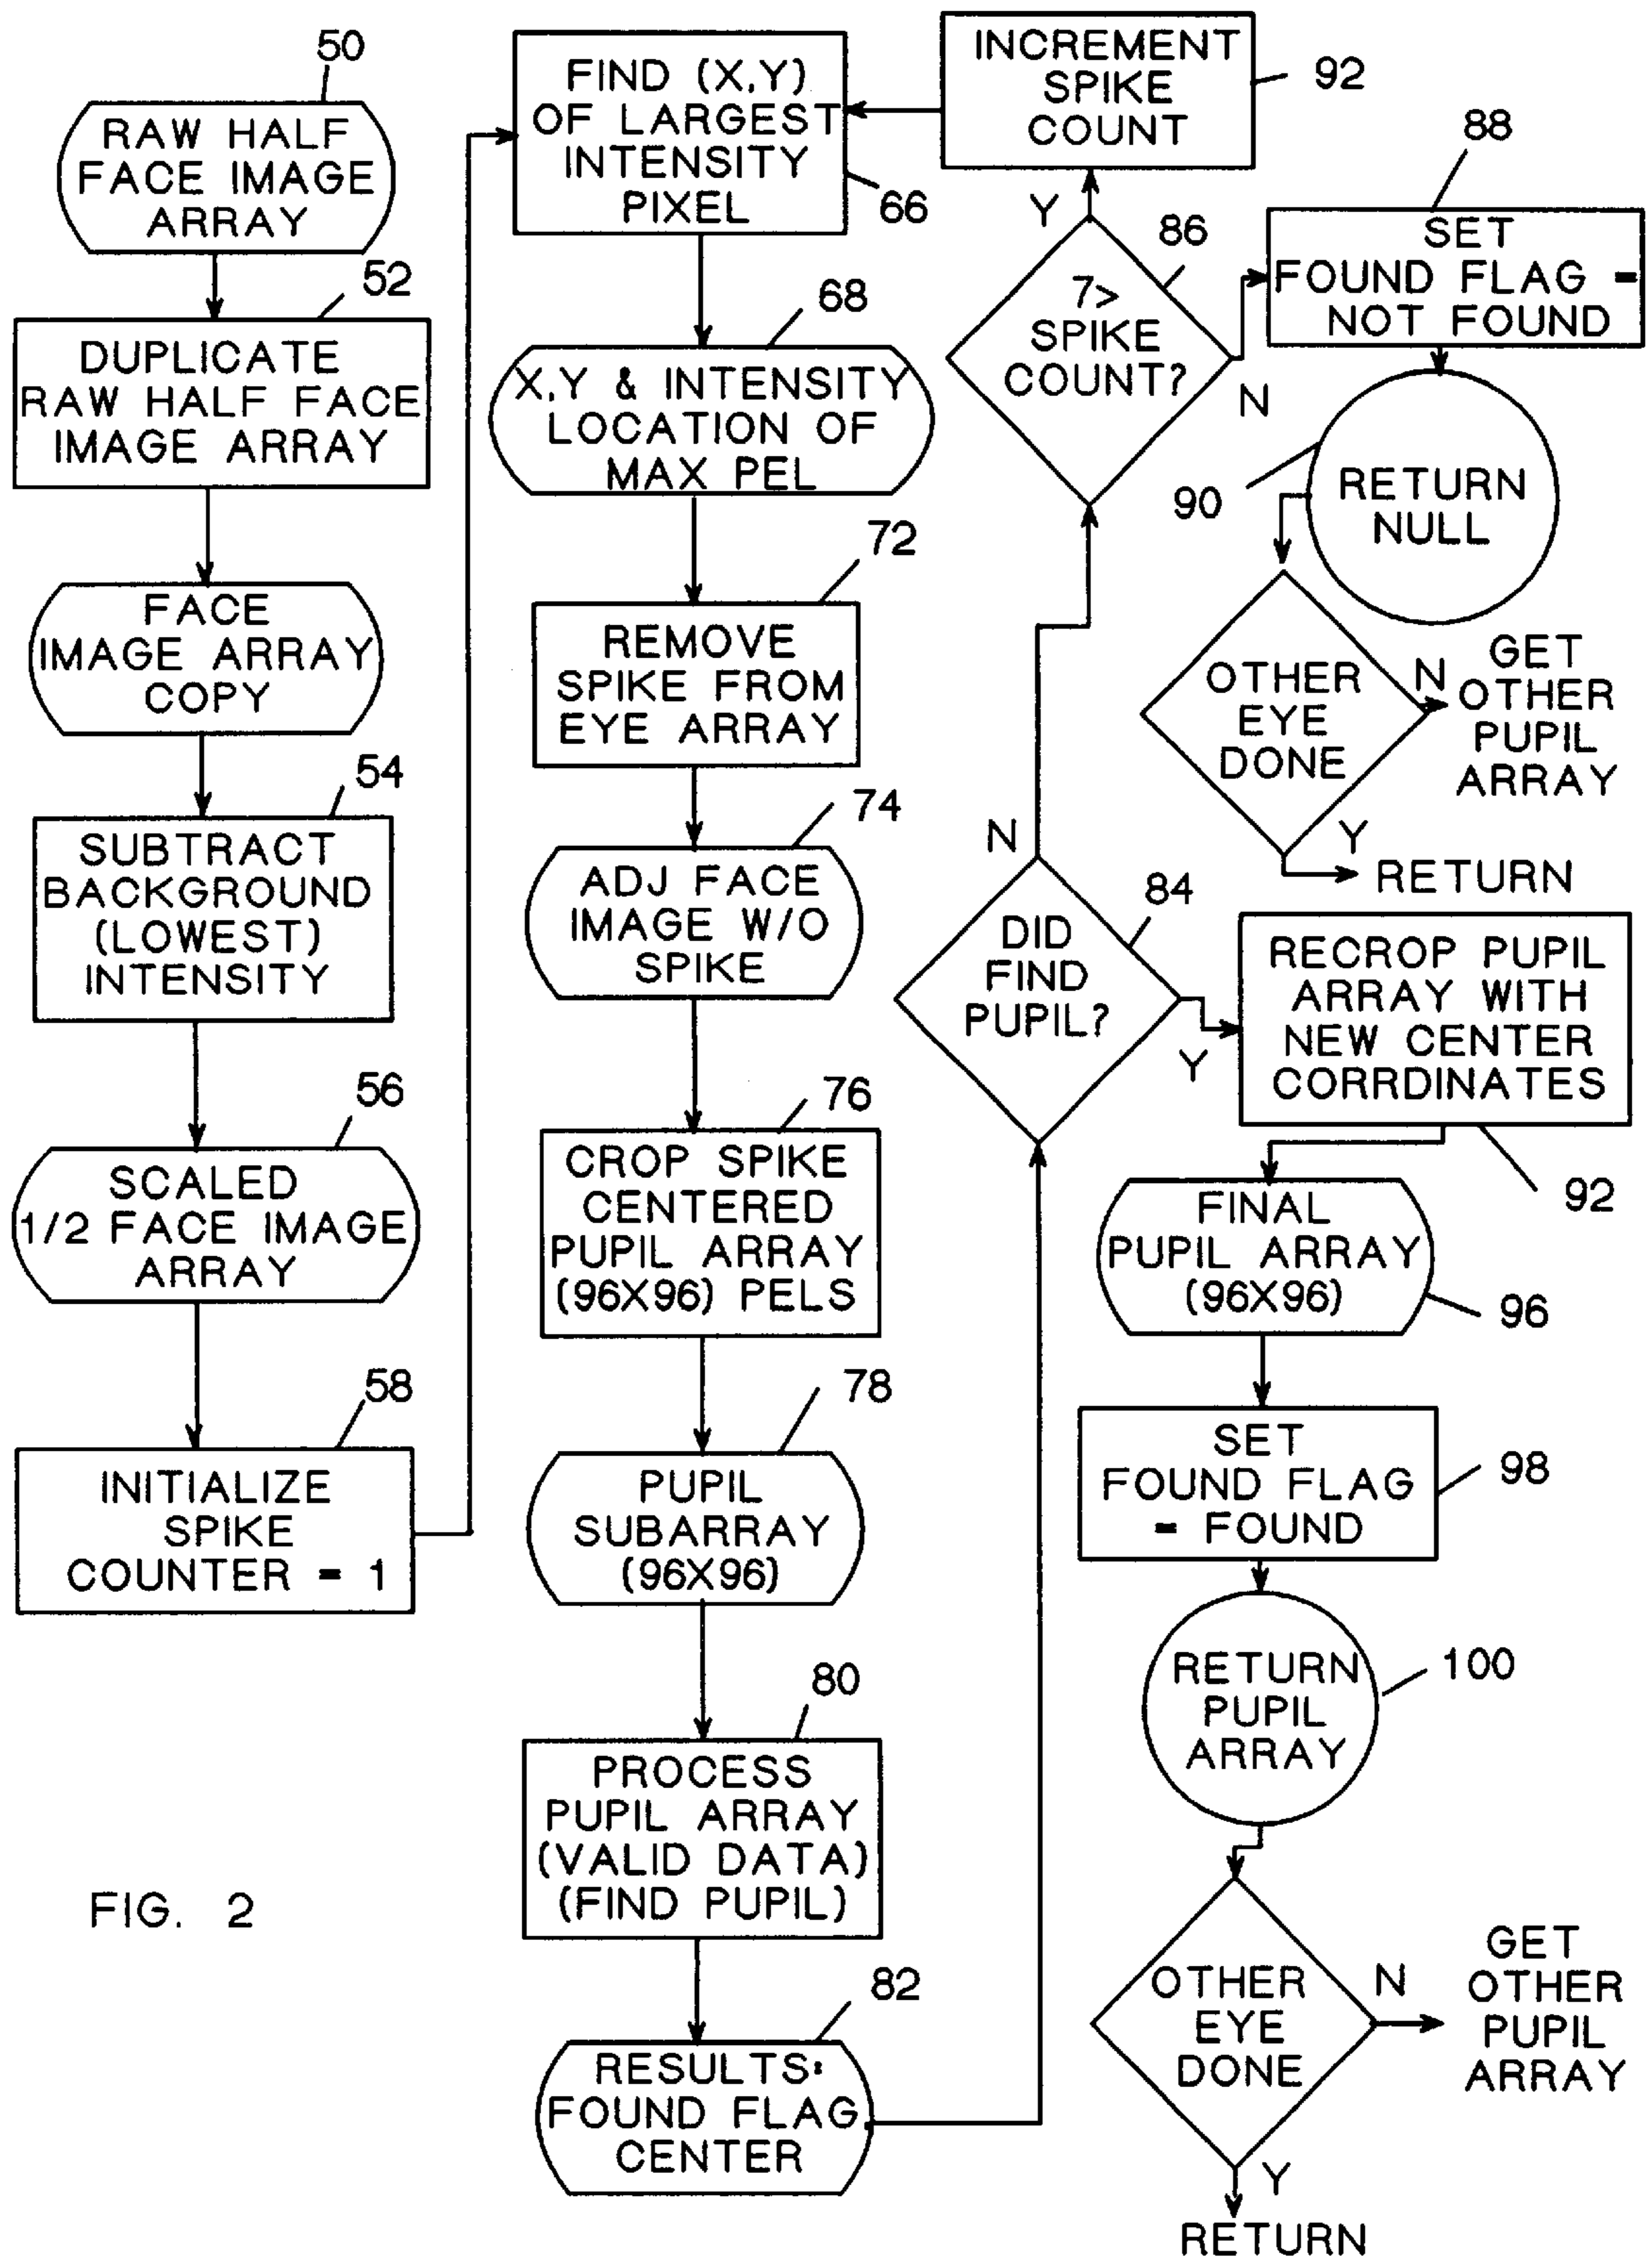 50
RAW HALF
FACE IMAGE
ARRAY
52
DUPLICATE
RAW HALF FACE
IMAGE ARRAY
FACE
IMAGE ARRAY
COPY
54
SUBTRACT
BACKGROUND
(LOWEST)
INTENSITY
56
SCALED
1/2 FACE IMAGE
ARRAY
58
INITIALIZE
SPIKE
COUNTER = 1
FIND (X,Y)
OF LARGEST
INTENSITY
PIXEL
66
68
X,Y & INTENSITY
LOCATION OF
MAX PEL
72
REMOVE
SPIKE FROM
EYE ARRAY
74
ADJ FACE
IMAGE W/O
SPIKE
76
CROP SPIKE
CENTERED
PUPIL ARRAY
(96X96) PELS
78
PUPIL
SUBARRAY
(96X96)
80
PROCESS
PUPIL ARRAY
(VALID DATA)
(FIND PUPIL)
82
RESULTS:
FOUND FLAG
CENTER
INCREMENT
SPIKE
COUNT
92
Y
86
7>
SPIKE
COUNT?
N
88
SET
FOUND FLAG =
NOT FOUND
90
RETURN
NULL
OTHER
EYE
DONE
N
GET
OTHER
PUPIL
ARRAY
Y
RETURN
N
84
DID
FIND
PUPIL?
Y
RECROP PUPIL
ARRAY WITH
NEW CENTER
CORRDINATES
92
FINAL
PUPIL ARRAY
(96X96)
96
SET
FOUND FLAG
= FOUND
98
RETURN
PUPIL
ARRAY
100
OTHER
EYE
DONE
N
GET
OTHER
PUPIL
ARRAY
Y
RETURN
FIG. 2